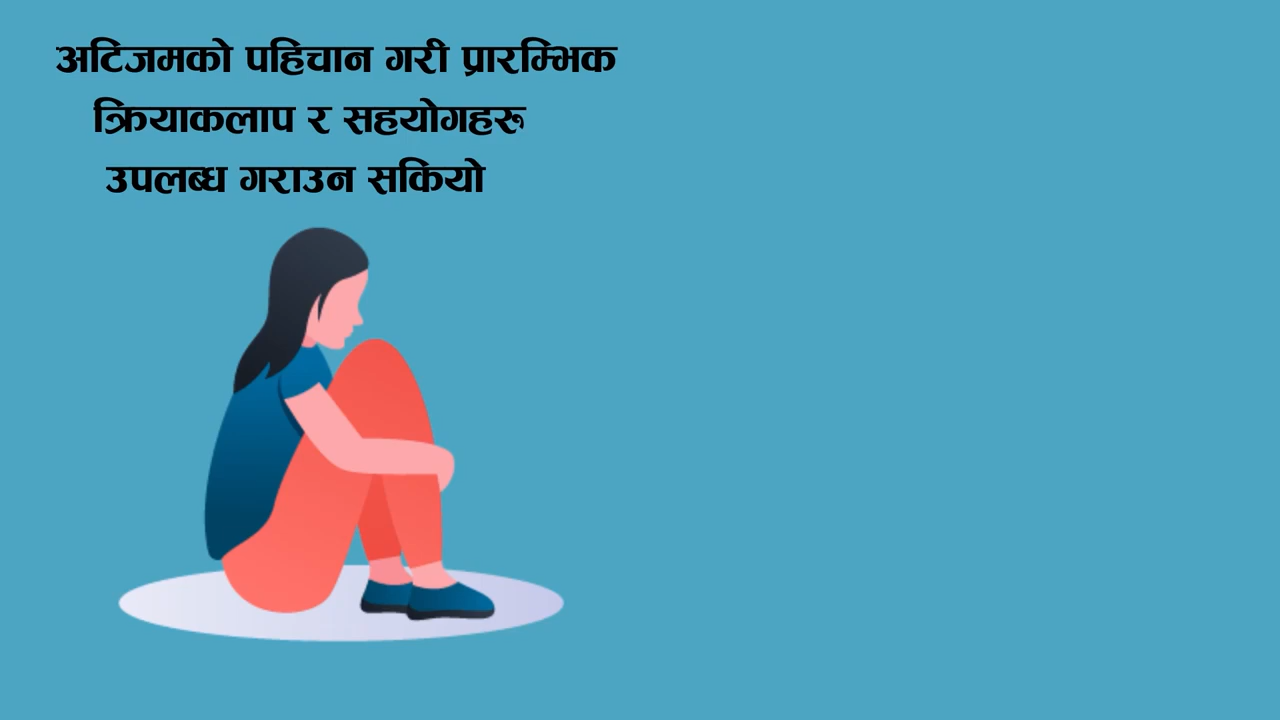 अटिजमको पहिचान गरी प्रारम्भिक
क्रियाकलाप र सहयोगहरू
उपलब्ध गराउन सकियो